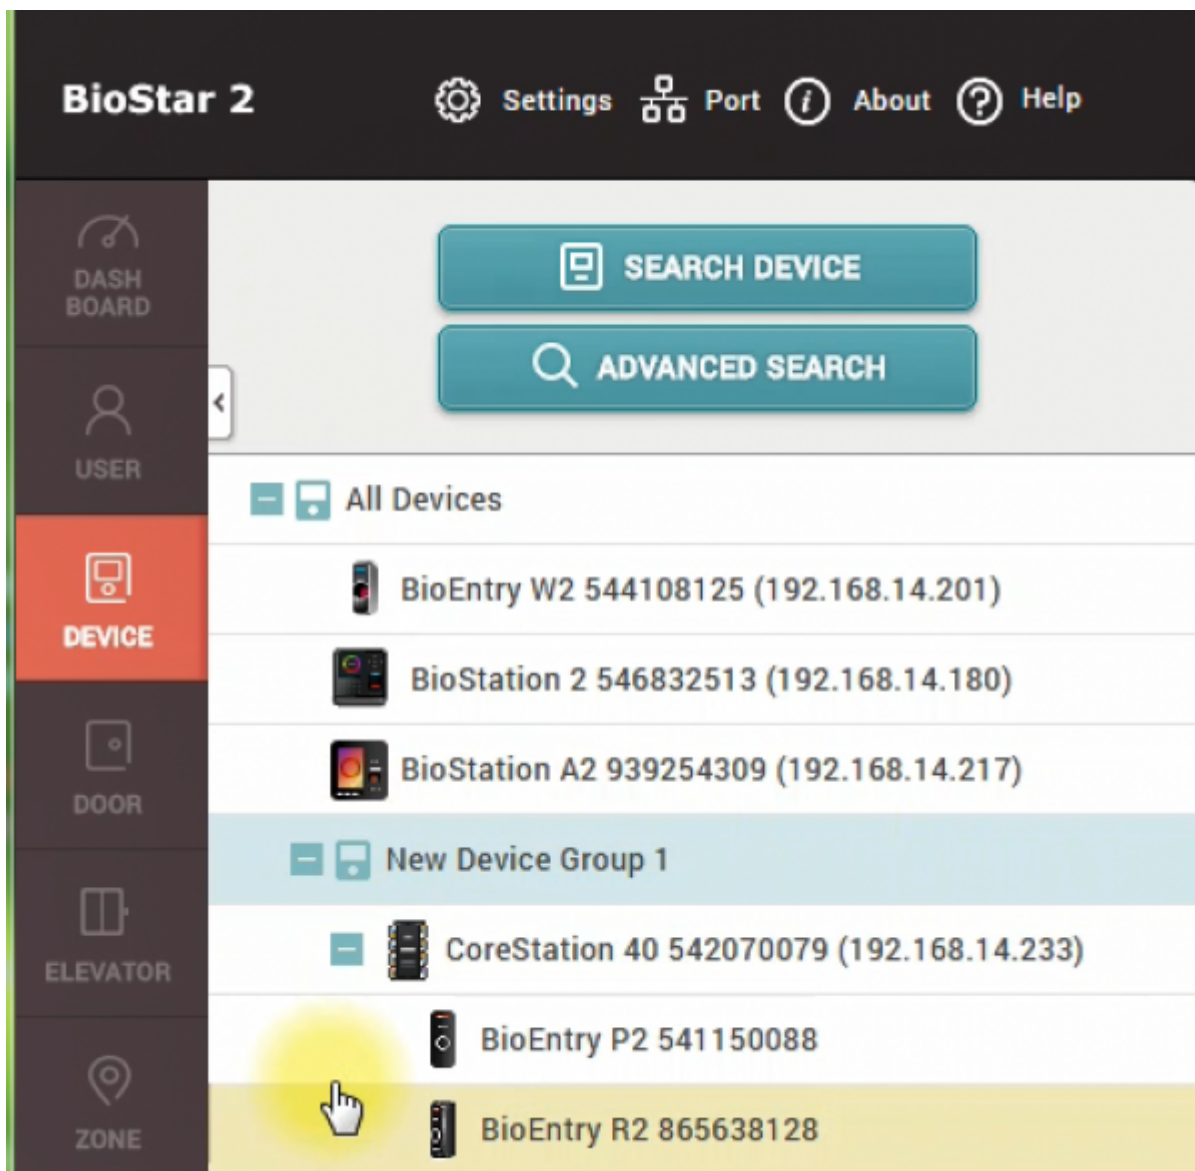 BioStar 2 Settings Port About Help
DASH
BOARD
USER
DEVICE
DOOR
ELEVATOR
ZONE
SEARCH DEVICE
ADVANCED SEARCH
All Devices
BioEntry W2 544108125 (192.168.14.201)
BioStation 2 546832513 (192.168.14.180)
BioStation A2 939254309 (192.168.14.217)
New Device Group 1
CoreStation 40 542070079 (192.168.14.233)
BioEntry P2 541150088
BioEntry R2 865638128